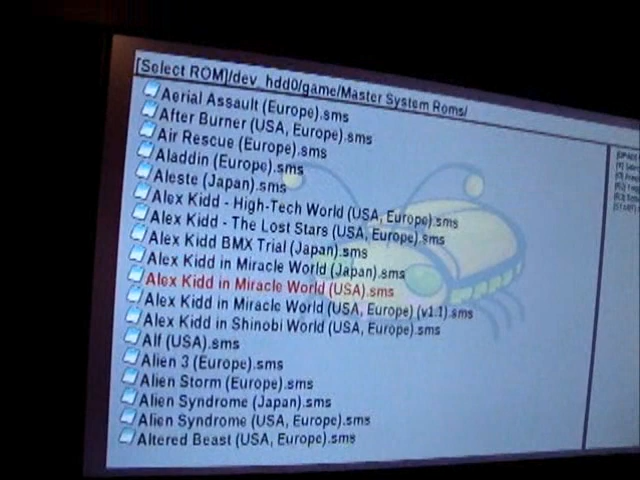 [Select ROM]/dev_hdd0/game/Master System Roms/
Aerial Assault (Europe).sms
After Burner (USA, Europe).sms
Air Rescue (Europe).sms
Aladdin (Europe).sms
Aleste (Japan).sms
Alex Kidd - High-Tech World (USA, Europe).sms
Alex Kidd - The Lost Stars (USA, Europe).sms
Alex Kidd BMX Trial (Japan).sms
Alex Kidd in Miracle World (Japan).sms
Alex Kidd in Miracle World (USA).sms
Alex Kidd in Miracle World (USA, Europe) (v1.1).sms
Alex Kidd in Shinobi World (USA, Europe).sms
Alf (USA).sms
Alien 3 (Europe).sms
Alien Storm (Europe).sms
Alien Syndrome (Japan).sms
Alien Syndrome (USA, Europe).sms
Altered Beast (USA, Europe).sms